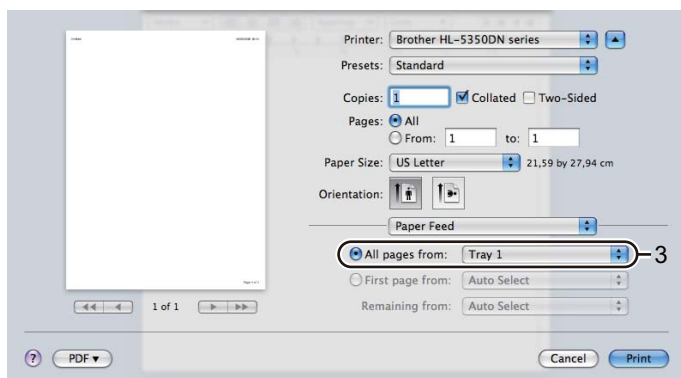 Printer: Brother HL-5350DN series
Presets: Standard
Copies: 1 Collated Two-Sided
Pages: All
From: 1 to: 1
Paper Size: US Letter 21,59 by 27,94 cm
Orientation:
Paper Feed
All pages from: Tray 1 3
First page from: Auto Select
Remaining from: Auto Select
1 of 1
? PDF ▾ Cancel Print